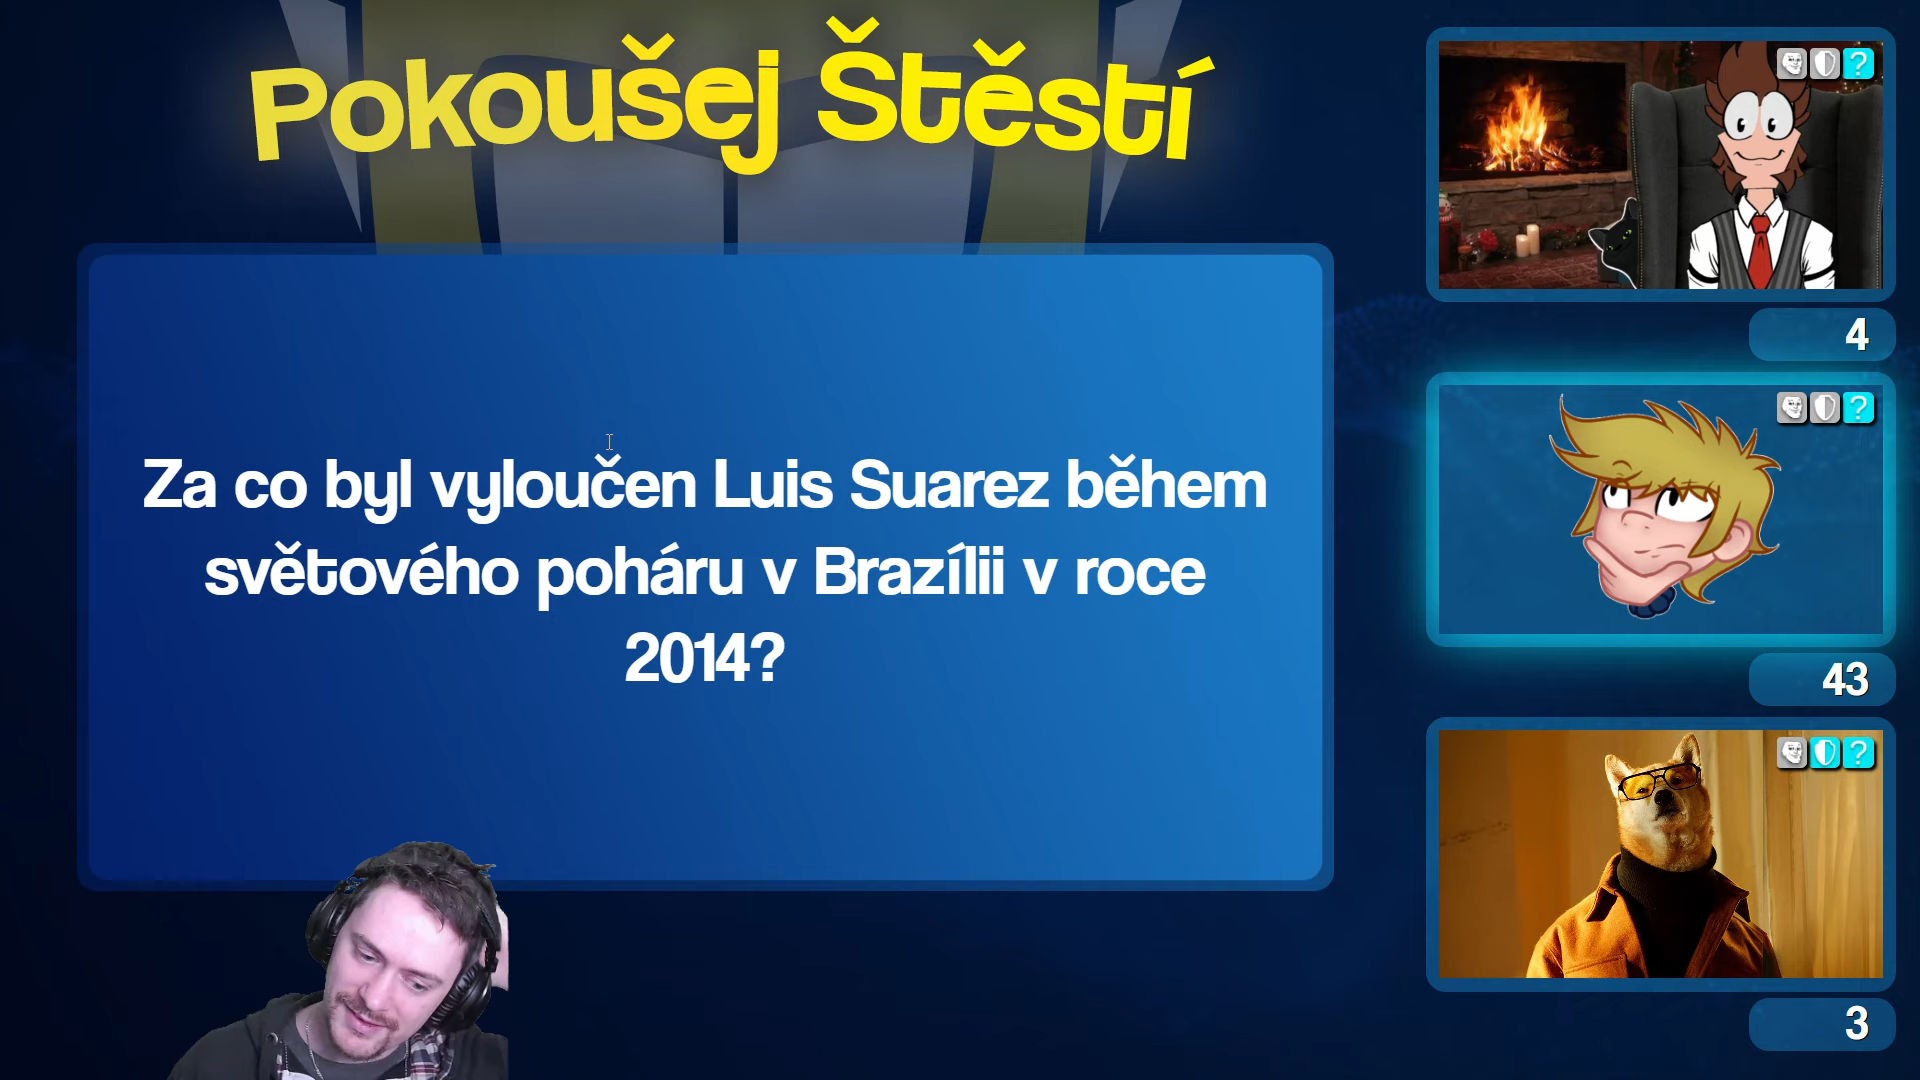 Pokoušej Štěstí
Za co byl vyloučen Luis Suarez během
světového poháru v Brazílii v roce
2014?
?
4
?
43
?
3